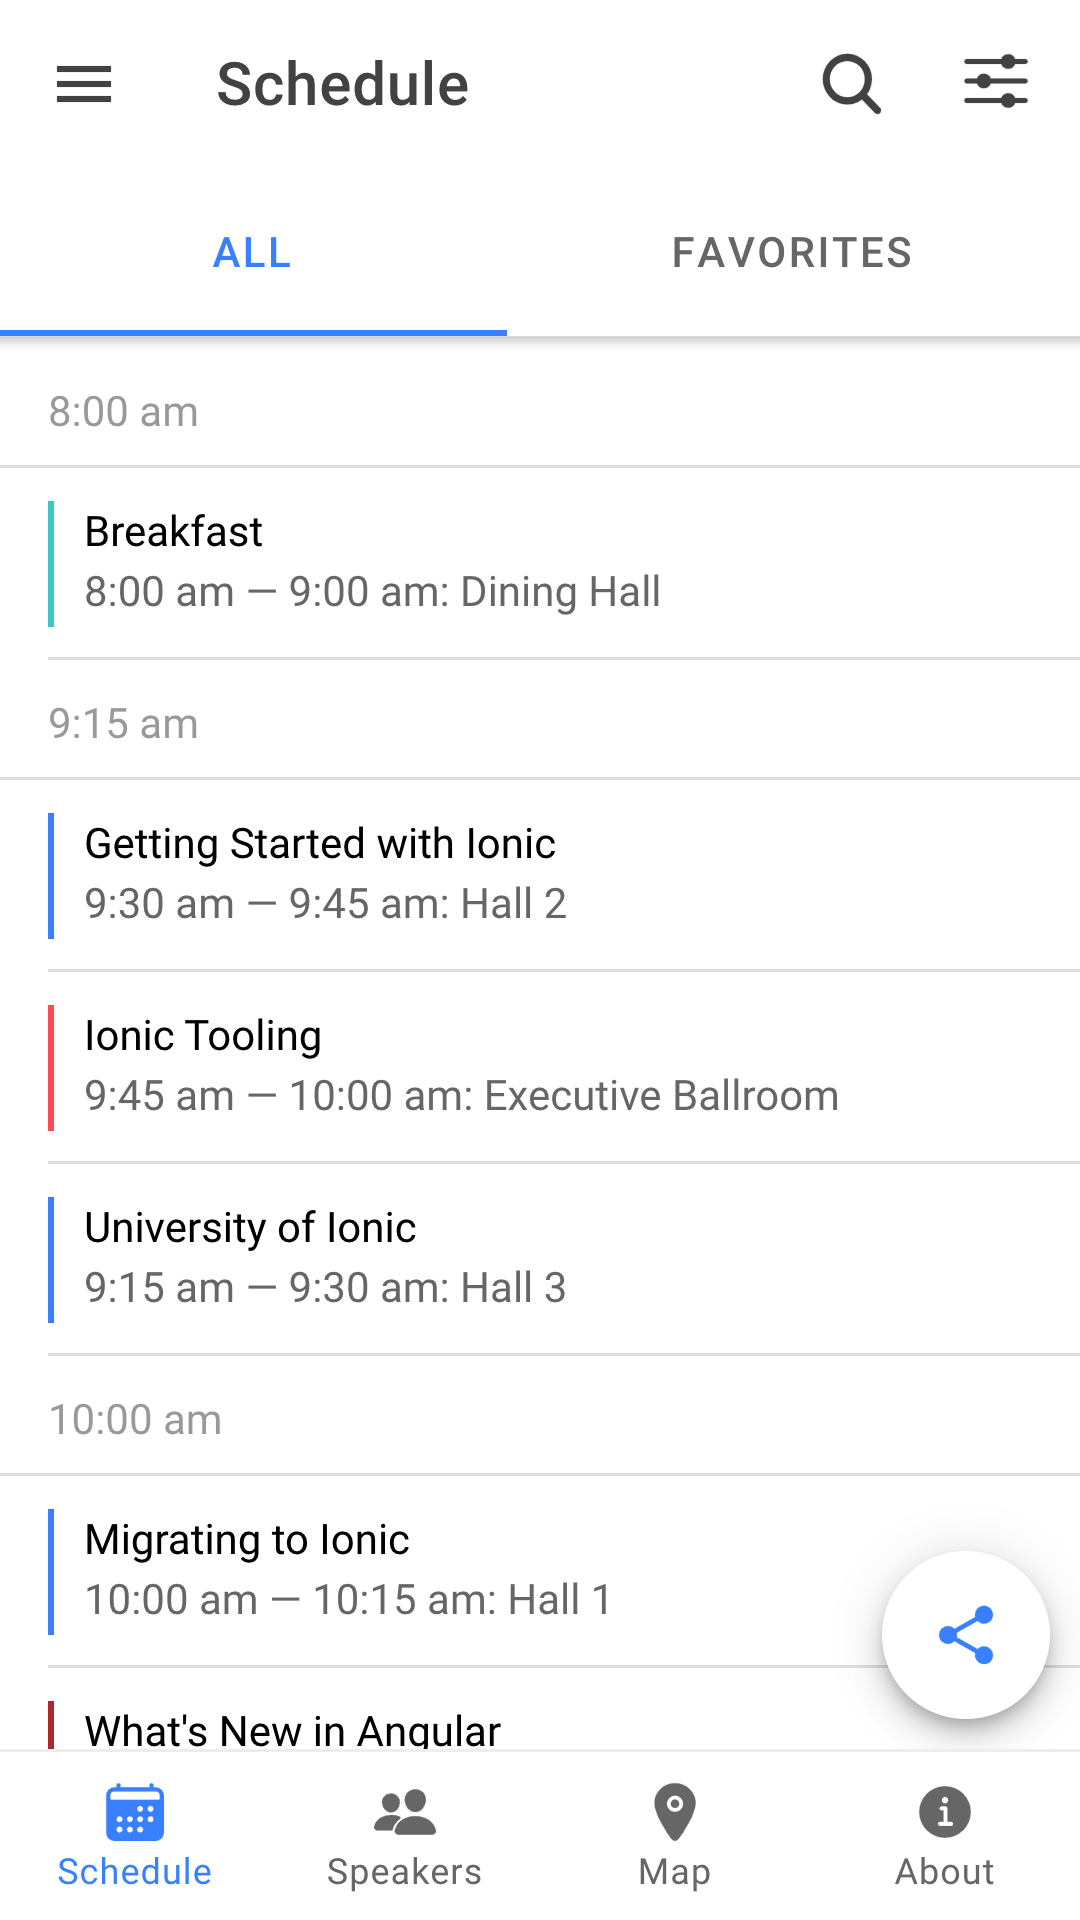 Schedule
ALL
FAVORITES
8:00 am
Breakfast
8:00 am — 9:00 am: Dining Hall
9:15 am
Getting Started with Ionic
9:30 am — 9:45 am: Hall 2
Ionic Tooling
9:45 am — 10:00 am: Executive Ballroom
University of Ionic
9:15 am — 9:30 am: Hall 3
10:00 am
Migrating to Ionic
10:00 am — 10:15 am: Hall 1
What's New in Angular
Schedule
Speakers
Map
About